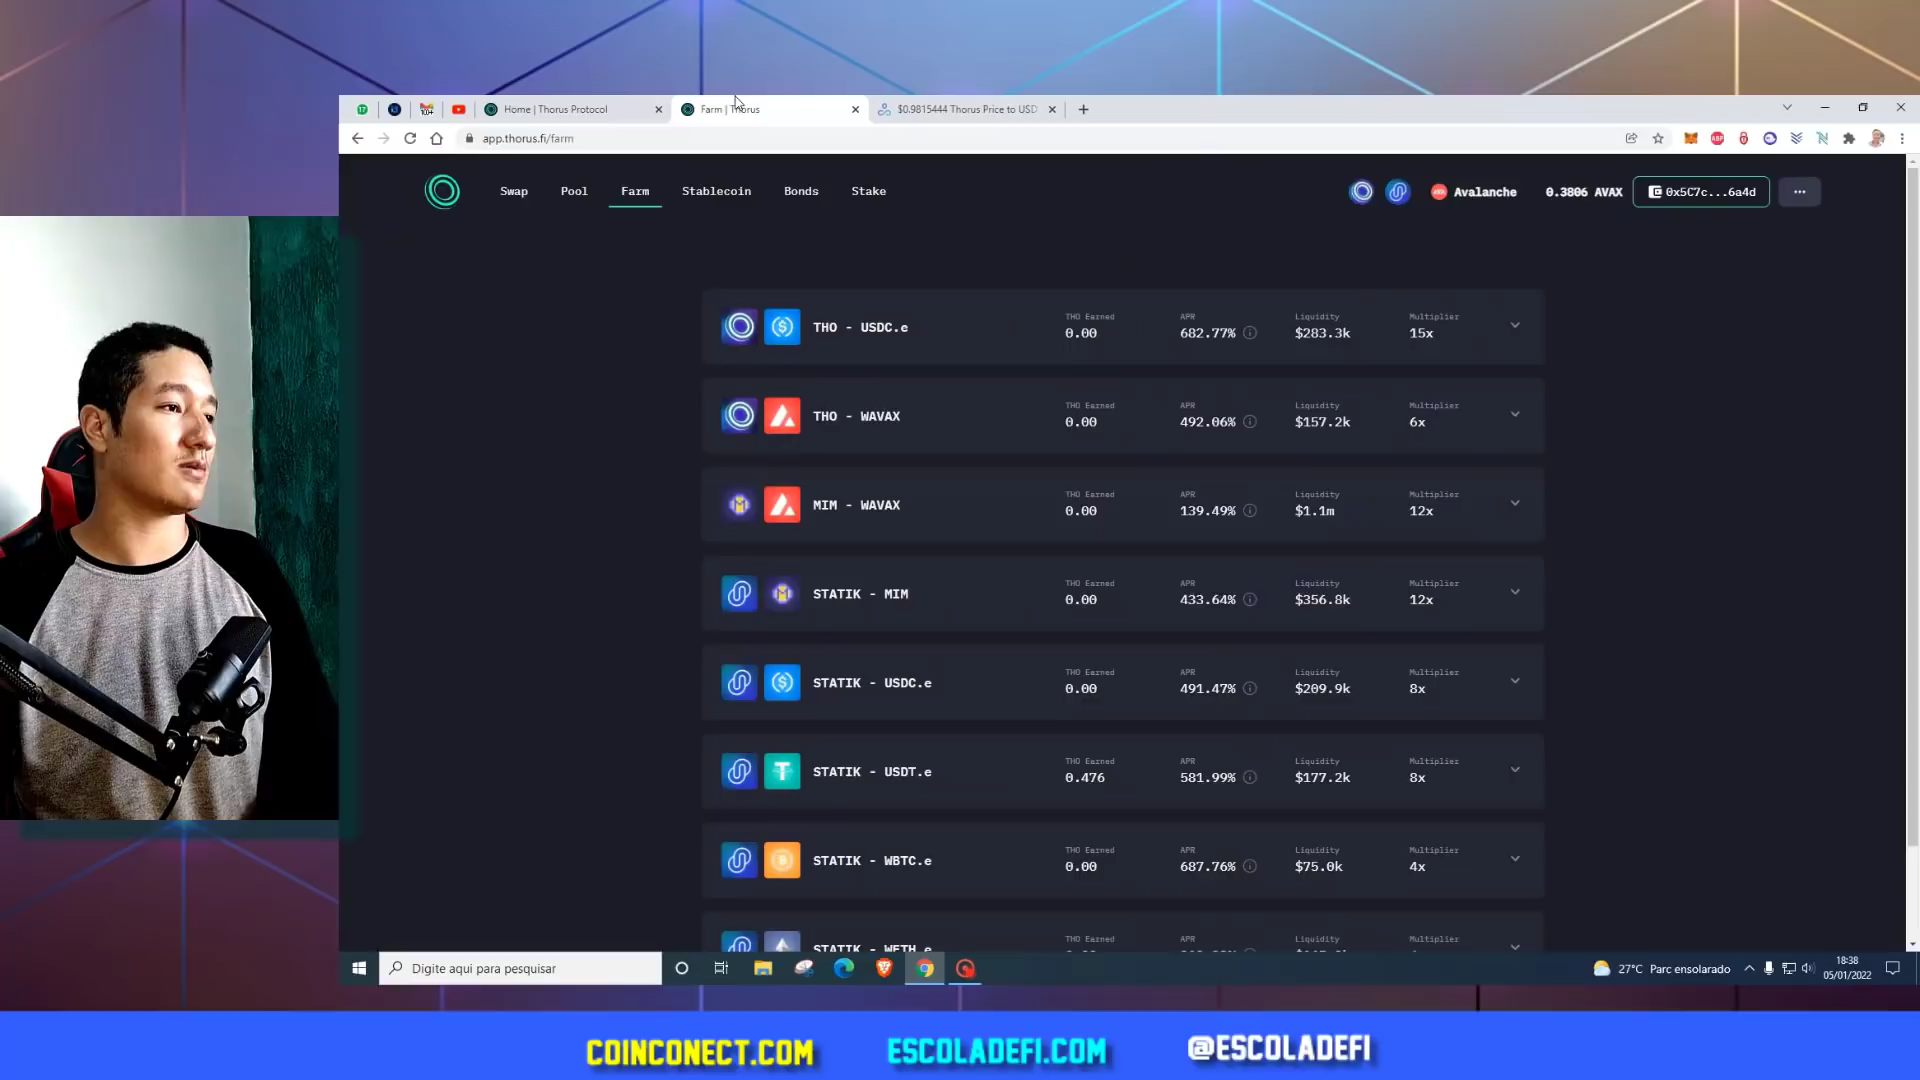 Home | Thorus Protocol
Farm | Thorus
$0.9815444 Thorus Price to USD
app.thorus.fi/farm
Swap Pool Farm Stablecoin Bonds Stake
Avalanche 0.3806 AVAX 0x5C7c...6a4d ...
THO - USDC.e THO Earned 0.00 APR 682.77% Liquidity $283.3k Multiplier 15x
THO - WAVAX THO Earned 0.00 APR 492.06% Liquidity $157.2k Multiplier 6x
MIM - WAVAX THO Earned 0.00 APR 139.49% Liquidity $1.1m Multiplier 12x
STATIK - MIM THO Earned 0.00 APR 433.64% Liquidity $356.8k Multiplier 12x
STATIK - USDC.e THO Earned 0.00 APR 491.47% Liquidity $209.9k Multiplier 8x
STATIK - USDT.e THO Earned 0.476 APR 581.99% Liquidity $177.2k Multiplier 8x
STATIK - WBTC.e THO Earned 0.00 APR 687.76% Liquidity $75.0k Multiplier 4x
STATIK - WETH.e THO Earned APR Liquidity Multiplier
Digite aqui para pesquisar
27°C Parc ensolarado
18:38
05/01/2022
COINCONECT.COM ESCOLADEFI.COM @ESCOLADEFI